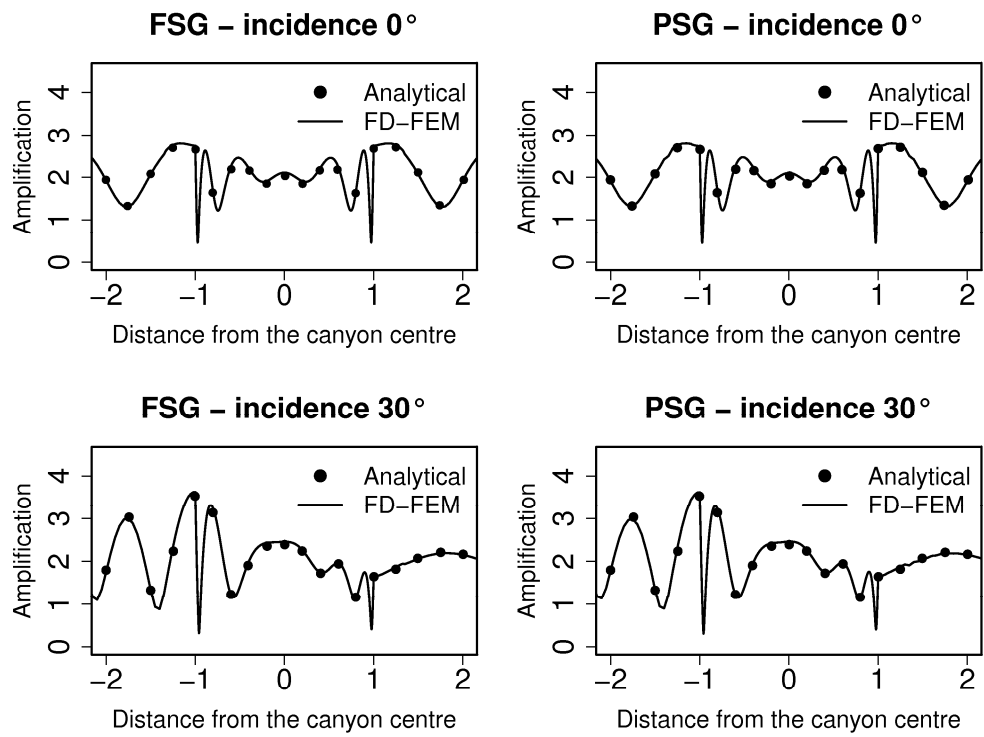 FSG – incidence 0°
Amplification
4
3
2
1
0
Analytical
FD–FEM
−2 −1 0 1 2
Distance from the canyon centre
PSG – incidence 0°
Amplification
4
3
2
1
0
Analytical
FD–FEM
−2 −1 0 1 2
Distance from the canyon centre
FSG – incidence 30°
Amplification
4
3
2
1
0
Analytical
FD–FEM
−2 −1 0 1 2
Distance from the canyon centre
PSG – incidence 30°
Amplification
4
3
2
1
0
Analytical
FD–FEM
−2 −1 0 1 2
Distance from the canyon centre